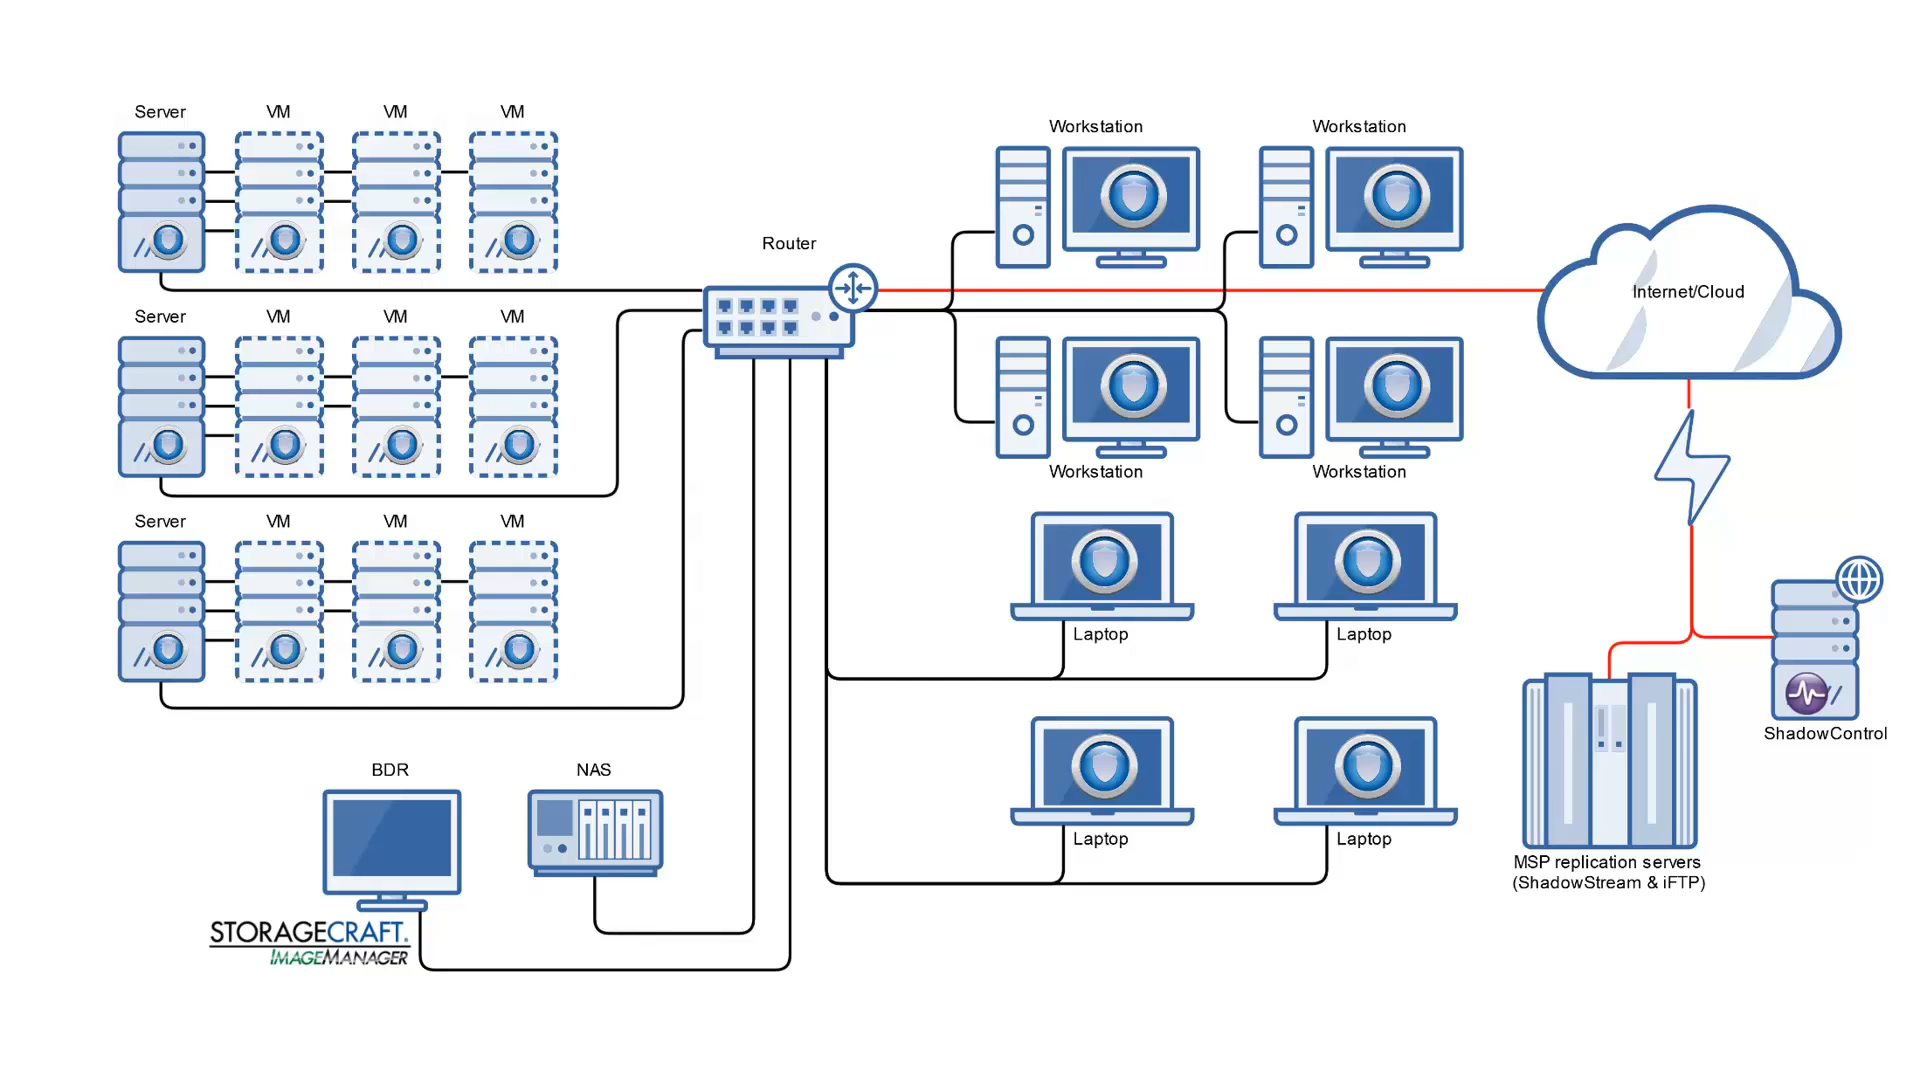 Server
VM
VM
VM
Workstation
Workstation
Router
Internet/Cloud
Server
VM
VM
VM
Workstation
Workstation
Server
VM
VM
VM
Laptop
Laptop
ShadowControl
BDR
NAS
Laptop
Laptop
MSP replication servers
(ShadowStream & iFTP)
STORAGECRAFT.
IMAGEMANAGER